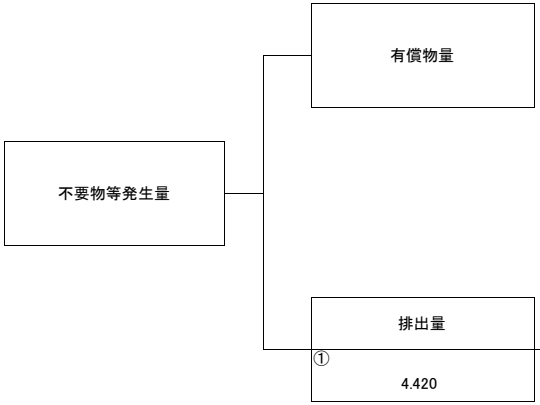 有償物量
不要物等発生量
排出量
①
4.420